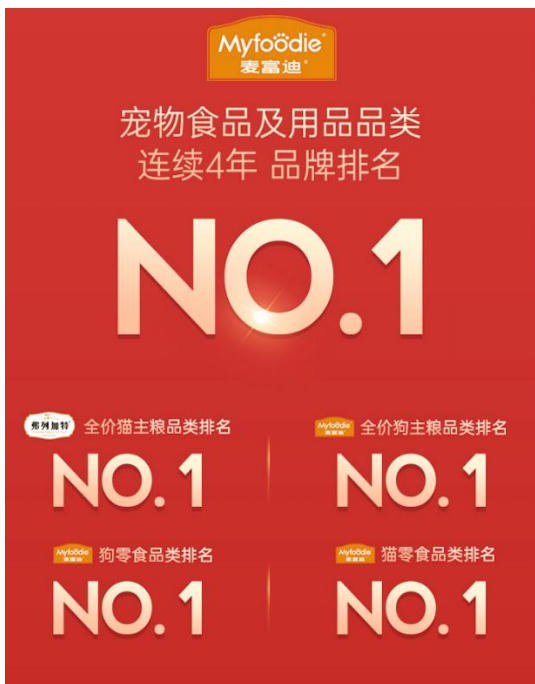 Myfoodie
麦富迪
宠物食品及用品品类
连续4年 品牌排名
NO.1
弗列加特 全价猫主粮品类排名
NO.1
Myfoodie 麦富迪 全价狗主粮品类排名
NO.1
Myfoodie 麦富迪 狗零食品类排名
NO.1
Myfoodie 麦富迪 猫零食品类排名
NO.1